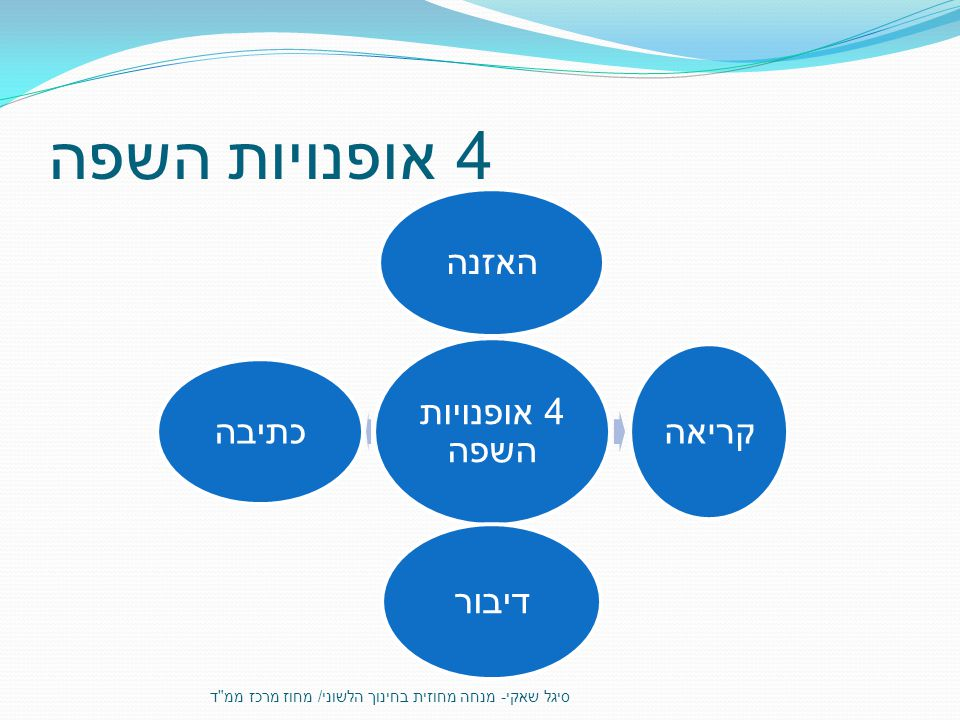 4 אופנויות השפה
האזנה
4 אופנויות
השפה
קריאה
כתיבה
דיבור
סיגל שאקי- מנחה מחוזית בחינוך הלשוני/ מחוז מרכז ממ"ד